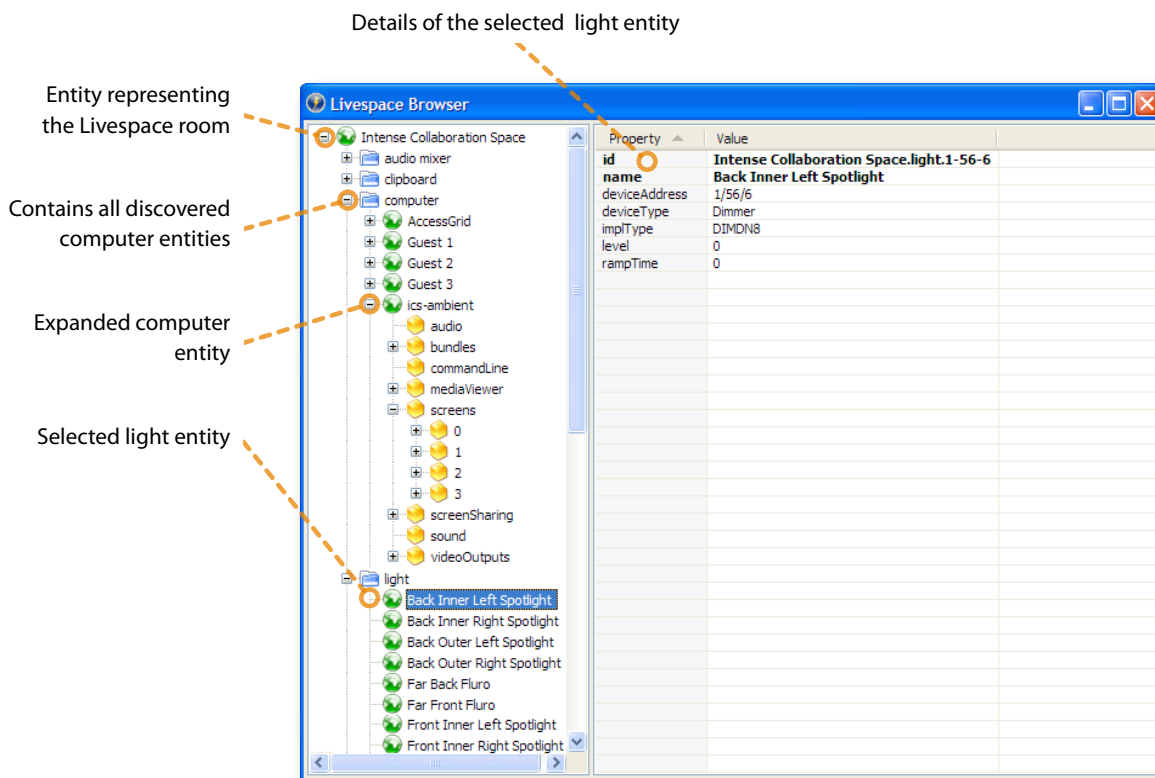 Details of the selected light entity
Entity representing
the Livespace room
Contains all discovered
computer entities
Expanded computer
entity
Selected light entity
Livespace Browser
Intense Collaboration Space
audio mixer
clipboard
computer
AccessGrid
Guest 1
Guest 2
Guest 3
ics-ambient
audio
bundles
commandLine
mediaViewer
screens
0
1
2
3
screenSharing
sound
videoOutputs
light
Back Inner Left Spotlight
Back Inner Right Spotlight
Back Outer Left Spotlight
Back Outer Right Spotlight
Far Back Fluro
Far Front Fluro
Front Inner Left Spotlight
Front Inner Right Spotlight
Property Value
id Intense Collaboration Space.light.1-56-6
name Back Inner Left Spotlight
deviceAddress 1/56/6
deviceType Dimmer
implType DIMDN8
level 0
rampTime 0